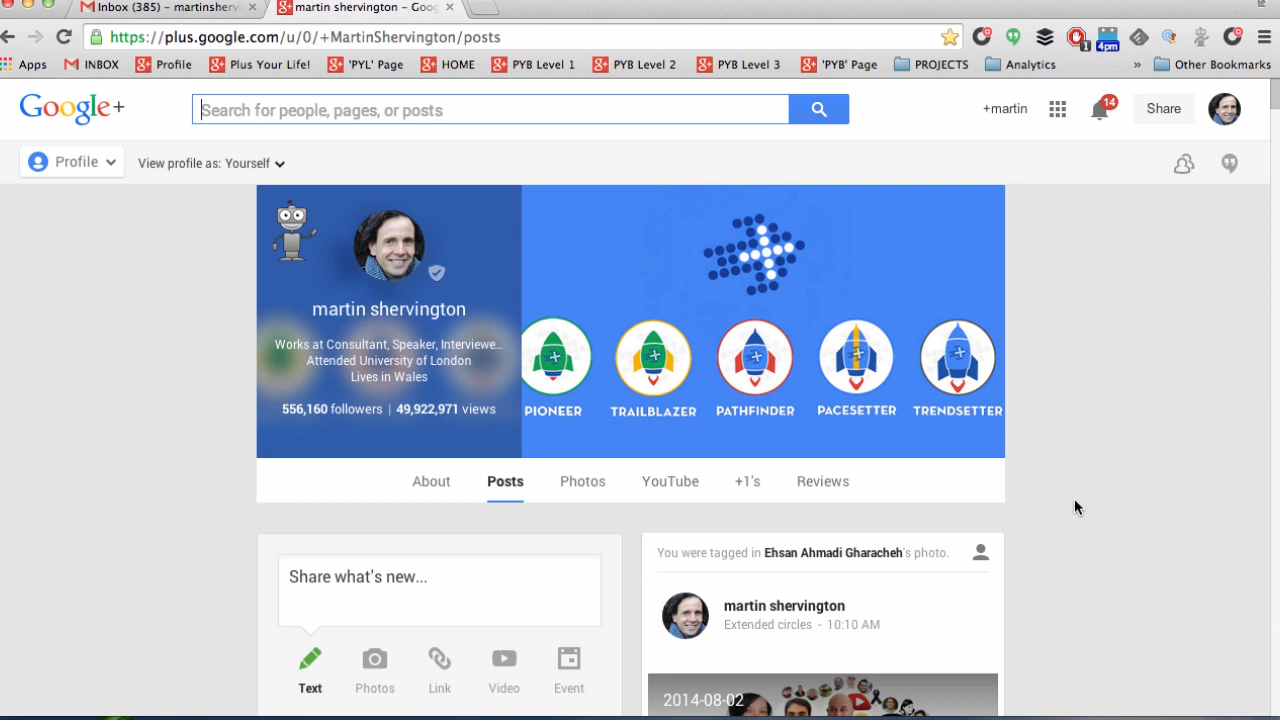 Inbox (385) – martinshervi
martin shervington – Goog
https://plus.google.com/u/0/+MartinShervington/posts
1
4pm
Apps
INBOX
Profile
Plus Your Life!
'PYL' Page
HOME
PYB Level 1
PYB Level 2
PYB Level 3
'PYB' Page
PROJECTS
Analytics
»
Other Bookmarks
Google+
Search for people, pages, or posts
+martin
14
Share
Profile
View profile as: Yourself
martin shervington
Works at Consultant, Speaker, Interviewe...
Attended University of London
Lives in Wales
556,160 followers | 49,922,971 views
PIONEER
TRAILBLAZER
PATHFINDER
PACESETTER
TRENDSETTER
About
Posts
Photos
YouTube
+1's
Reviews
Share what's new...
Text
Photos
Link
Video
Event
You were tagged in Ehsan Ahmadi Gharacheh's photo.
martin shervington
Extended circles - 10:10 AM
2014-08-02